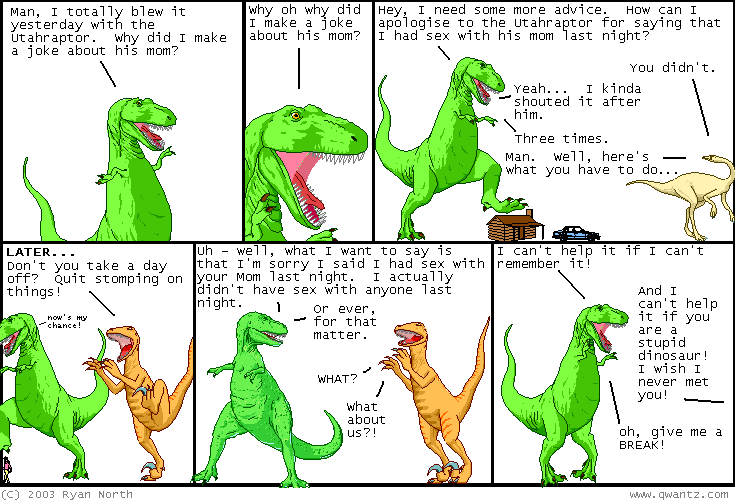 Man, I totally blew it
yesterday with the
Utahraptor.  Why did I make
a joke about his mom?
Why oh why did
I make a joke
about his mom?
Hey, I need some more advice.  How can I
apologise to the Utahraptor for saying that
I had sex with his mom last night?
You didn't.
Yeah...  I kinda
shouted it after
him.
Three times.
Man.  Well, here's
what you have to do...
LATER...
Don't you take a day
off?  Quit stomping on
things!
now's my
chance!
Uh - well, what I want to say is
that I'm sorry I said I had sex with
your Mom last night.  I actually
didn't have sex with anyone last
night.
Or ever,
for that
matter.
WHAT?
What
about
us?!
I can't help it if I can't
remember it!
And I
can't help
it if you
are a
stupid
dinosaur!
I wish I
never met
you!
oh, give me a
BREAK!
(C) 2003 Ryan North
www.qwantz.com